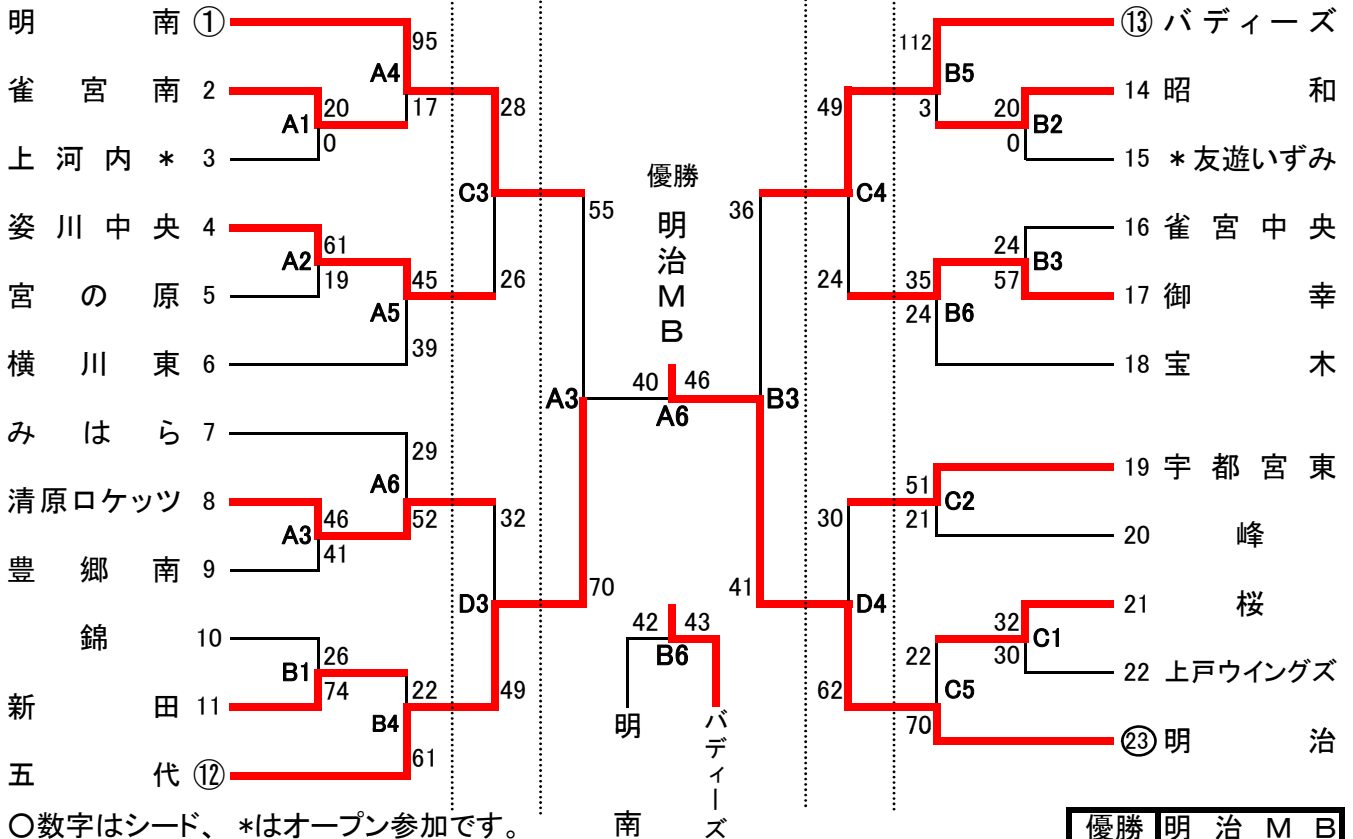 明南 ①
95
A4
雀宮南 2
20
17
A1
0
上河内* 3
28
C3
姿川中央 4
61
A2
19
45
26
宮の原 5
A5
39
横川東 6
55
A3
みはら 7
29
A6
清原ロケッツ 8
46
52
32
A3
41
豊郷南 9
70
D3
錦 10
26
B1
74
22
49
新田 11
B4
61
五代 ⑫
優勝
明治MB
40 46
A6
42 43
B6
明南
バディーズ
⑬ バディーズ
112
B5
14 昭和
49
3
20
B2
0
15 *友遊いずみ
C4
36
16 雀宮中央
24
B3
57
24
35
17 御幸
24
B6
18 宝木
B3
19 宇都宮東
51
C2
30
21
20 峰
41
D4
21 桜
32
C1
30
22
22 上戸ウイングズ
62
C5
70
㉓ 明治
○数字はシード、 *はオープン参加です。
優勝 明治MB